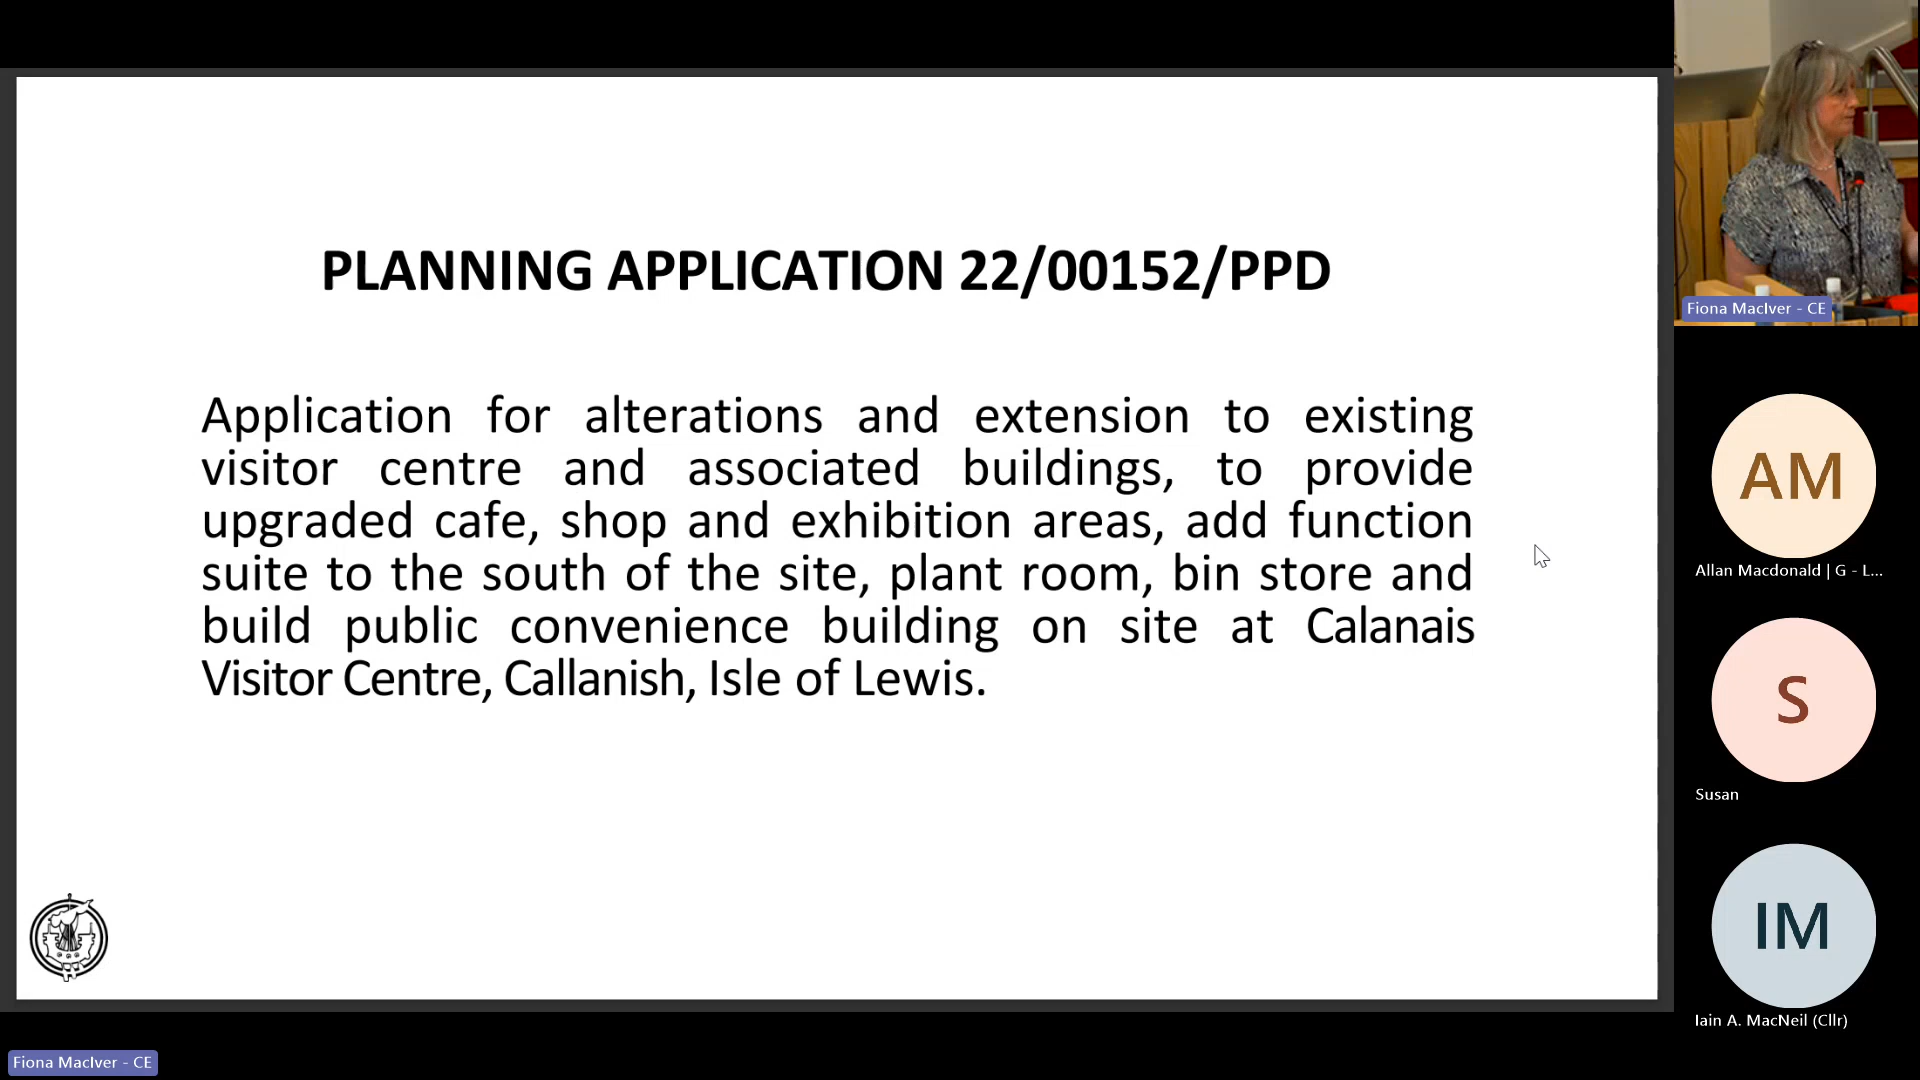 PLANNING APPLICATION 22/00152/PPD
Application for alterations and extension to existing
visitor centre and associated buildings, to provide
upgraded cafe, shop and exhibition areas, add function
suite to the south of the site, plant room, bin store and
build public convenience building on site at Calanais
Visitor Centre, Callanish, Isle of Lewis.
Fiona MacIver - CE
AM
Allan Macdonald | G - L...
S
Susan
IM
Iain A. MacNeil (Cllr)
Fiona MacIver - CE